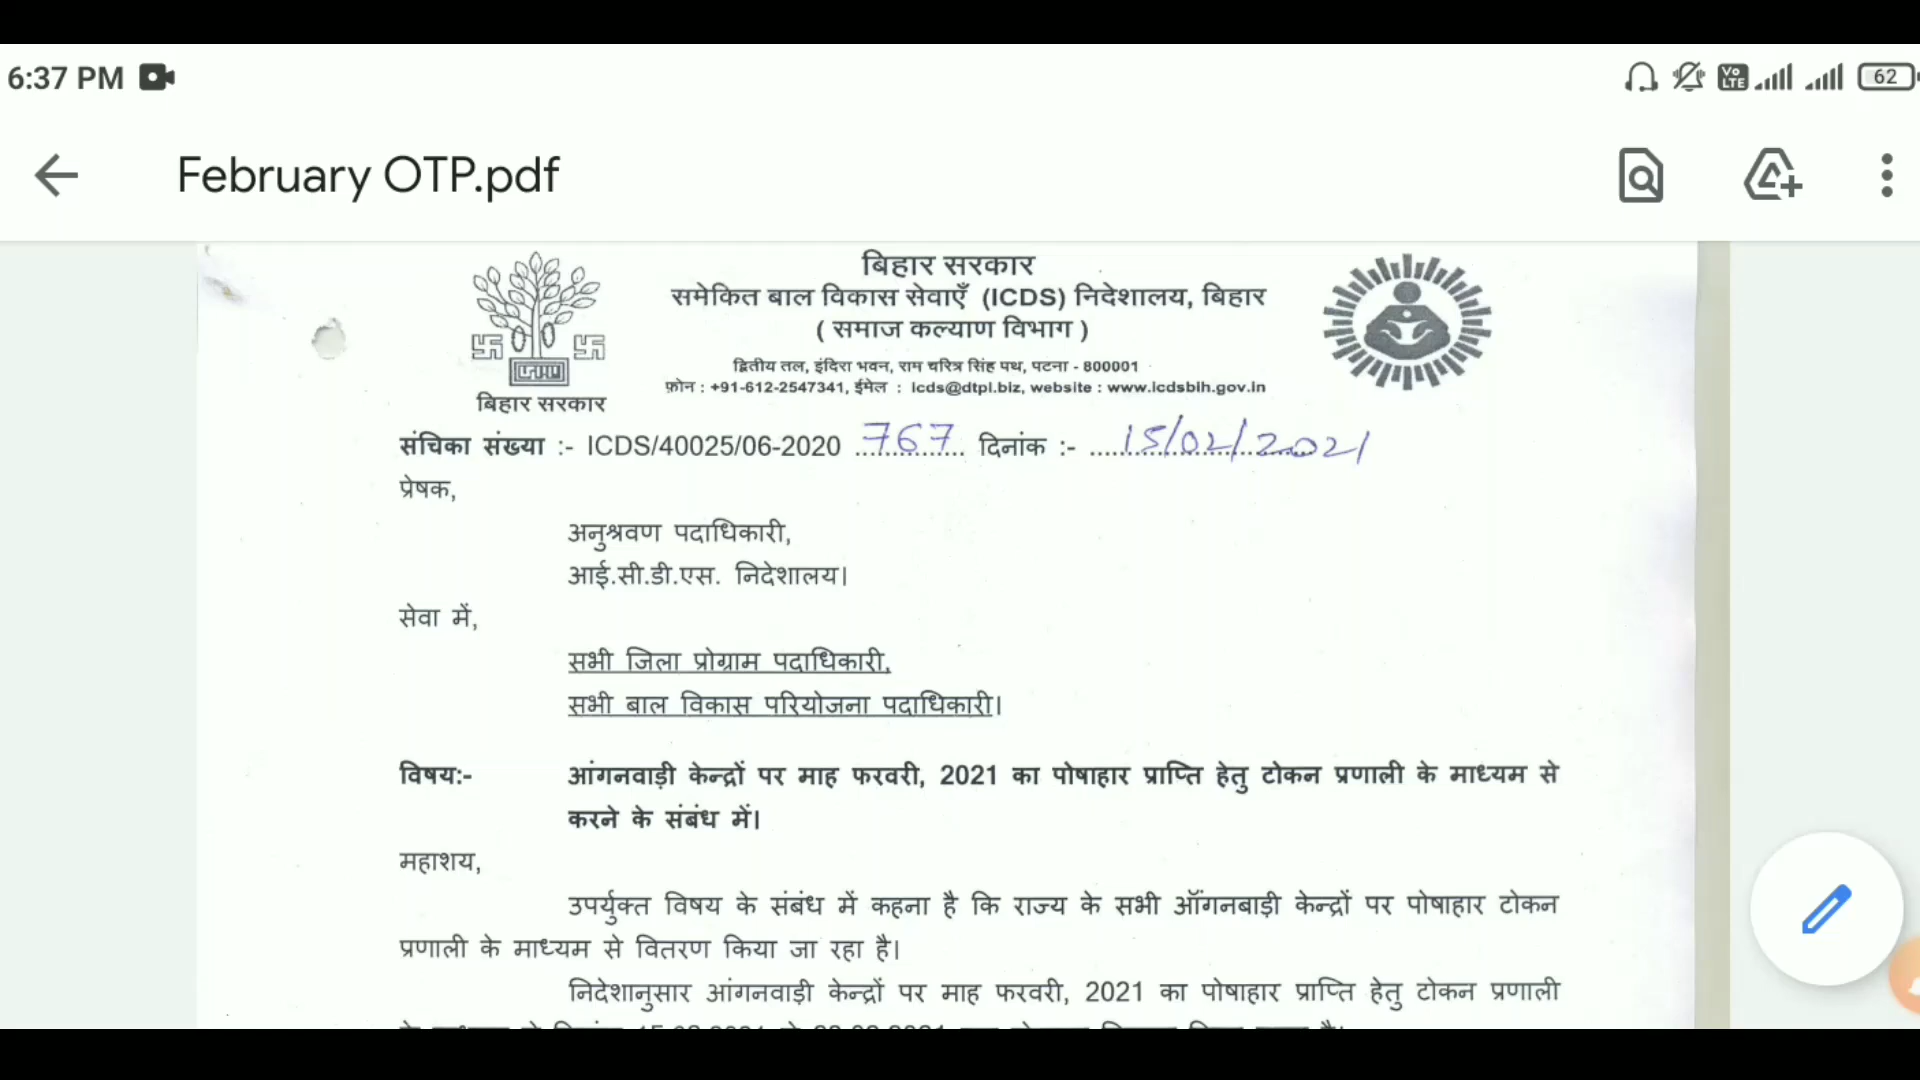 6:37 PM
Vo LTE
62
February OTP.pdf
बिहार सरकार
समेकित बाल विकास सेवाएँ (ICDS) निदेशालय, बिहार
( समाज कल्याण विभाग )
द्वितीय तल, इंदिरा भवन, राम चरित्र सिंह पथ, पटना - 800001
फ़ोन : +91-612-2547341, ईमेल : icds@dtpl.biz, website : www.icdsbih.gov.in
बिहार सरकार
संचिका संख्या :- ICDS/40025/06-2020 767 दिनांक :- 15/02/2021
प्रेषक,
अनुश्रवण पदाधिकारी,
आई.सी.डी.एस. निदेशालय।
सेवा में,
सभी जिला प्रोग्राम पदाधिकारी,
सभी बाल विकास परियोजना पदाधिकारी।
विषय:- आंगनवाड़ी केन्द्रों पर माह फरवरी, 2021 का पोषाहार प्राप्ति हेतु टोकन प्रणाली के माध्यम से
करने के संबंध में।
महाशय,
उपर्युक्त विषय के संबंध में कहना है कि राज्य के सभी ऑंगनबाड़ी केन्द्रों पर पोषाहार टोकन
प्रणाली के माध्यम से वितरण किया जा रहा है।
निदेशानुसार आंगनवाड़ी केन्द्रों पर माह फरवरी, 2021 का पोषाहार प्राप्ति हेतु टोकन प्रणाली